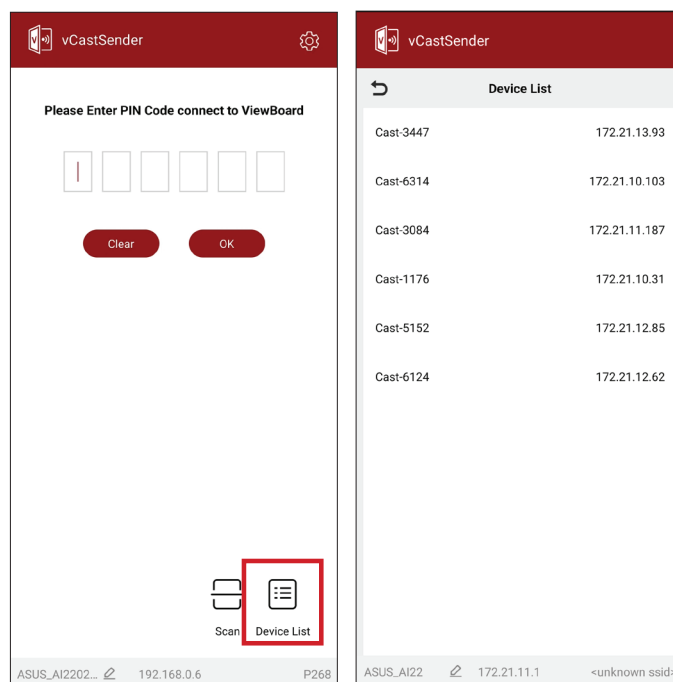 vCastSender
Please Enter PIN Code connect to ViewBoard
Clear OK
Scan Device List
ASUS_AI2202... 192.168.0.6 P268
vCastSender
Device List
Cast-3447 172.21.13.93
Cast-6314 172.21.10.103
Cast-3084 172.21.11.187
Cast-1176 172.21.10.31
Cast-5152 172.21.12.85
Cast-6124 172.21.12.62
ASUS_AI22 172.21.11.1 <unknown ssid>